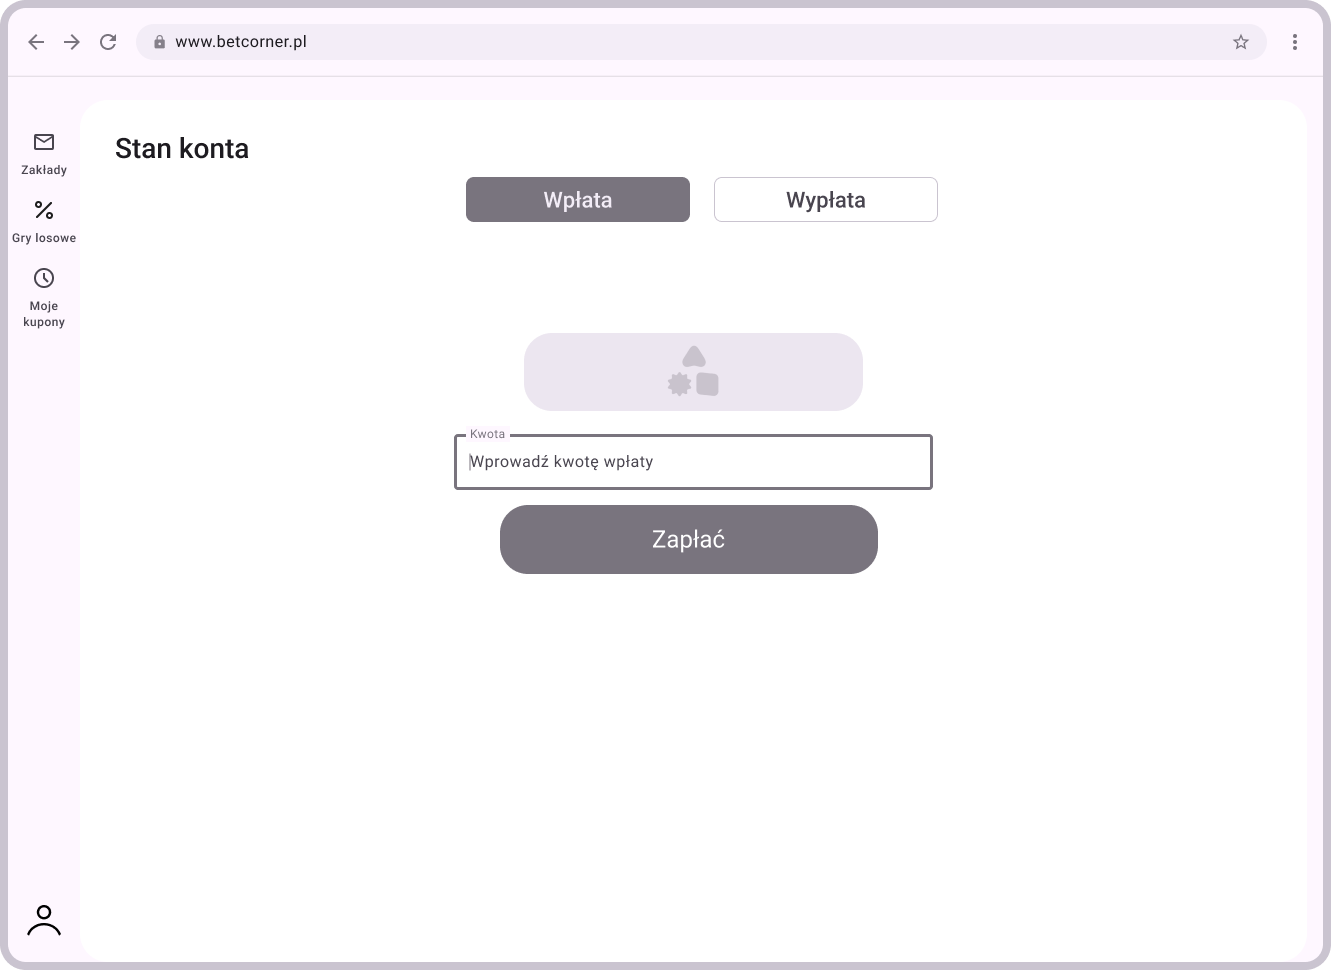 www.betcorner.pl
Stan konta
Zakłady
Wpłata
Wypłata
Gry losowe
Moje
kupony
Kwota
Wprowadź kwotę wpłaty
Zapłać